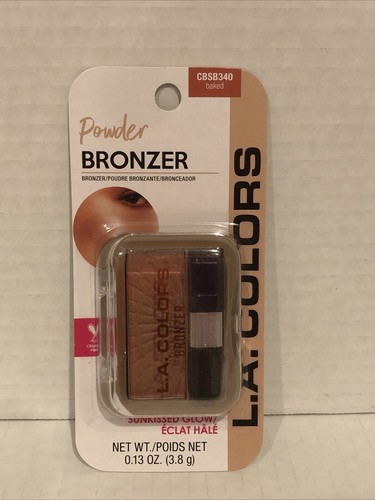 CBSB340
baked
Powder
BRONZER
BRONZER/POUDRE BRONZANTE/BRONCEADOR
L.A. COLORS
L.A. COLORS
BRONZER
SUNKISSED GLOW/
ÉCLAT HÂLÉ
NET WT./POIDS NET
0.13 OZ. (3.8 g)